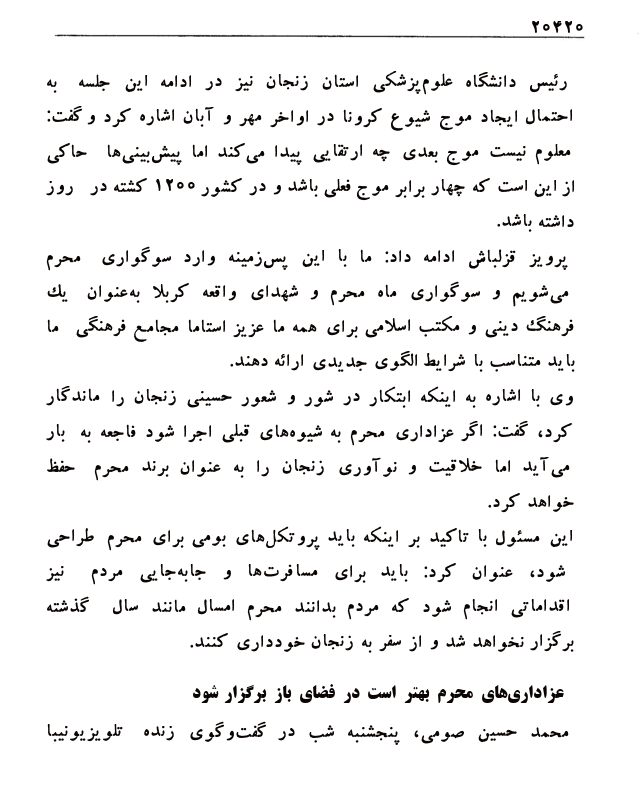 ۲۰۴۲۰
رئیس دانشگاه علوم‌پزشکی استان زنجان نیز در ادامه این جلسه به
احتمال ایجاد موج شیوع کرونا در اواخر مهر و آبان اشاره کرد و گفت:
معلوم نیست موج بعدی چه ارتقایی پیدا می‌کند اما پیش‌بینی‌ها حاکی
از این است که چهار برابر موج فعلی باشد و در کشور ۱۲۰۰ کشته در روز
داشته باشد.
پرویز قزلباش ادامه داد: ما با این پس‌زمینه وارد سوگواری محرم
می‌شویم و سوگواری ماه محرم و شهدای واقعه کربلا به‌عنوان یك
فرهنگ دینی و مکتب اسلامی برای همه ما عزیز استاما مجامع فرهنگی ما
باید متناسب با شرایط الگوی جدیدی ارائه دهند.
وی با اشاره به اینکه ابتکار در شور و شعور حسینی زنجان را ماندگار
کرد، گفت: اگر عزاداری محرم به شیوه‌های قبلی اجرا شود فاجعه به بار
می‌آید اما خلاقیت و نوآوری زنجان را به عنوان برند محرم حفظ
خواهد کرد.
این مسئول با تاکید بر اینکه باید پروتکل‌های بومی برای محرم طراحی
شود، عنوان کرد: باید برای مسافرت‌ها و جابه‌جایی مردم نیز
اقداماتی انجام شود که مردم بدانند محرم امسال مانند سال گذشته
برگزار نخواهد شد و از سفر به زنجان خودداری کنند.
عزاداری‌های محرم بهتر است در فضای باز برگزار شود
محمد حسین صومی، پنجشنبه شب در گفت‌وگوی زنده تلویزیونیبا